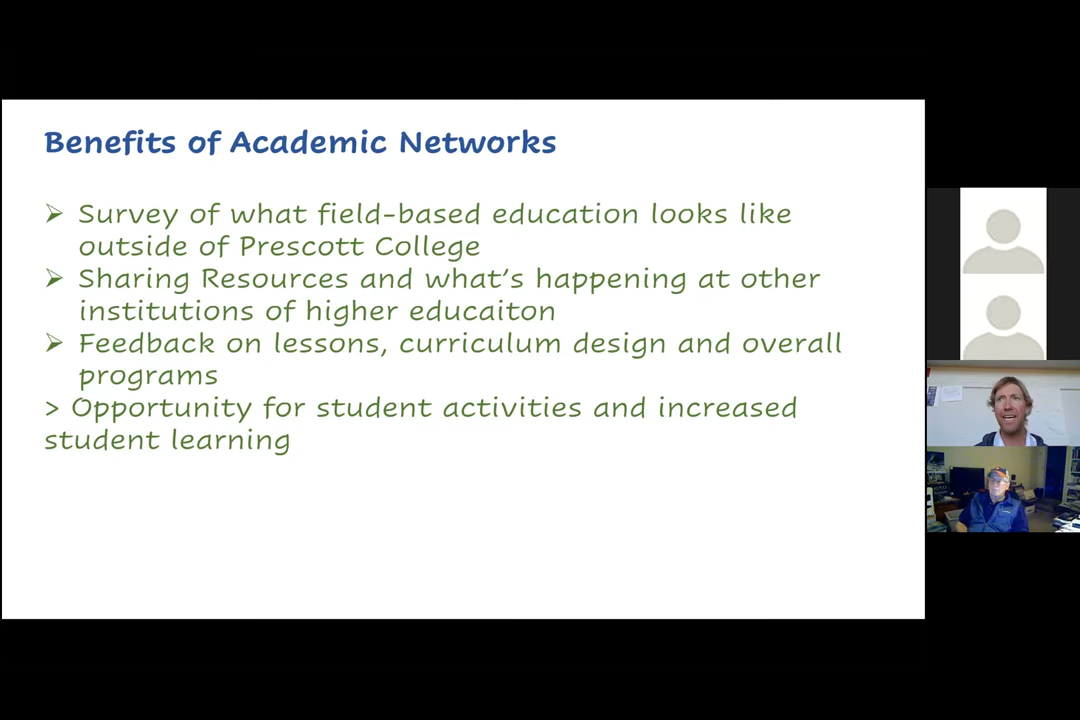 Benefits of Academic Networks
➢ Survey of what field-based education looks like
outside of Prescott College
➢ Sharing Resources and what's happening at other
institutions of higher educaiton
➢ Feedback on lessons, curriculum design and overall
programs
> Opportunity for student activities and increased
student learning